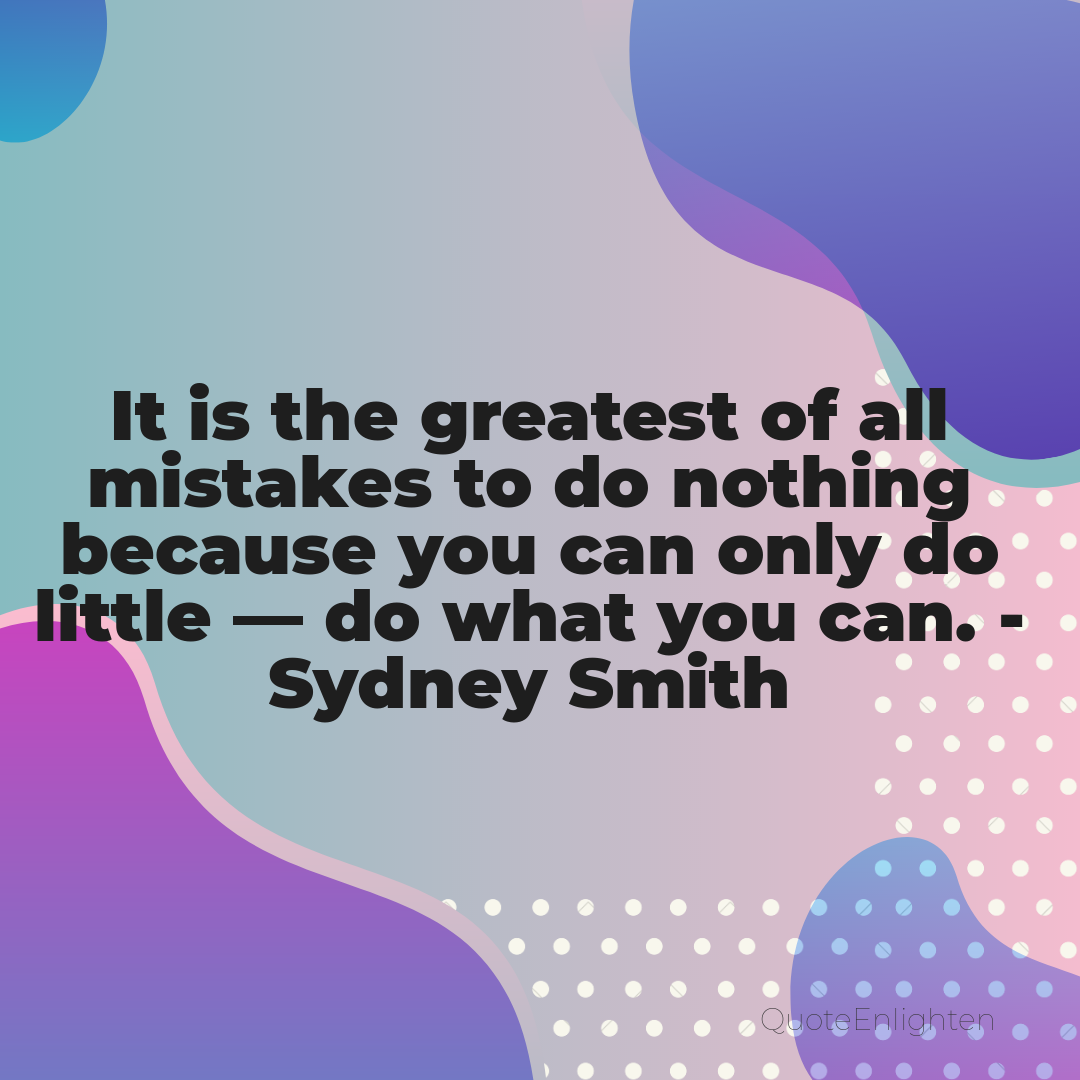 It is the greatest of all
mistakes to do nothing
because you can only do
little — do what you can. -
Sydney Smith
QuoteEnlighten